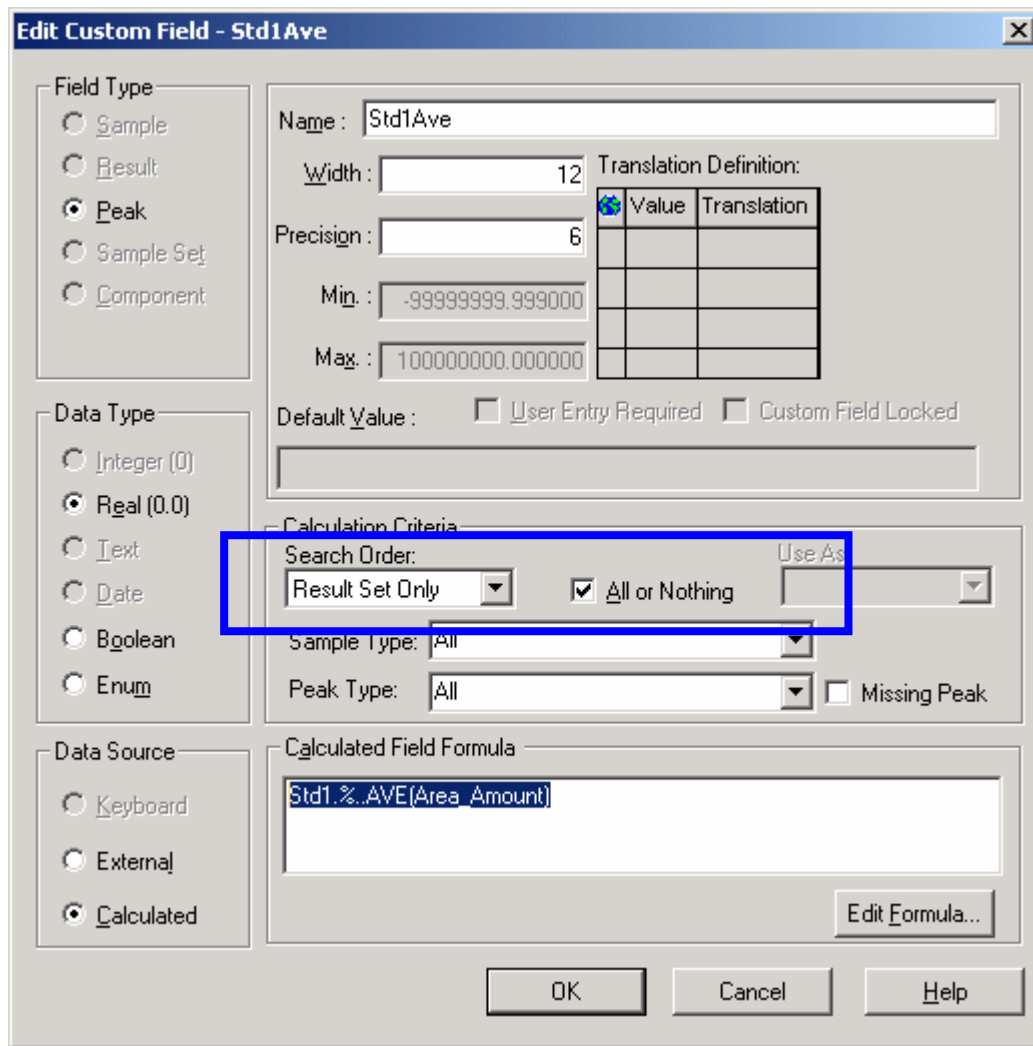 Edit Custom Field - Std1Ave
Field Type
Sample
Result
Peak
Sample Set
Component
Name :
Std1Ave
Width :
12
Translation Definition:
Value
Translation
Precision :
6
Min. :
-99999999.999000
Max. :
100000000.000000
Default Value :
User Entry Required
Custom Field Locked
Data Type
Integer (0)
Real (0.0)
Text
Date
Boolean
Enum
Calculation Criteria
Search Order:
Use As
Result Set Only
All or Nothing
Sample Type:
All
Peak Type:
All
Missing Peak
Data Source
Keyboard
External
Calculated
Calculated Field Formula
Std1.%..AVE(Area_Amount)
Edit Formula...
OK
Cancel
Help